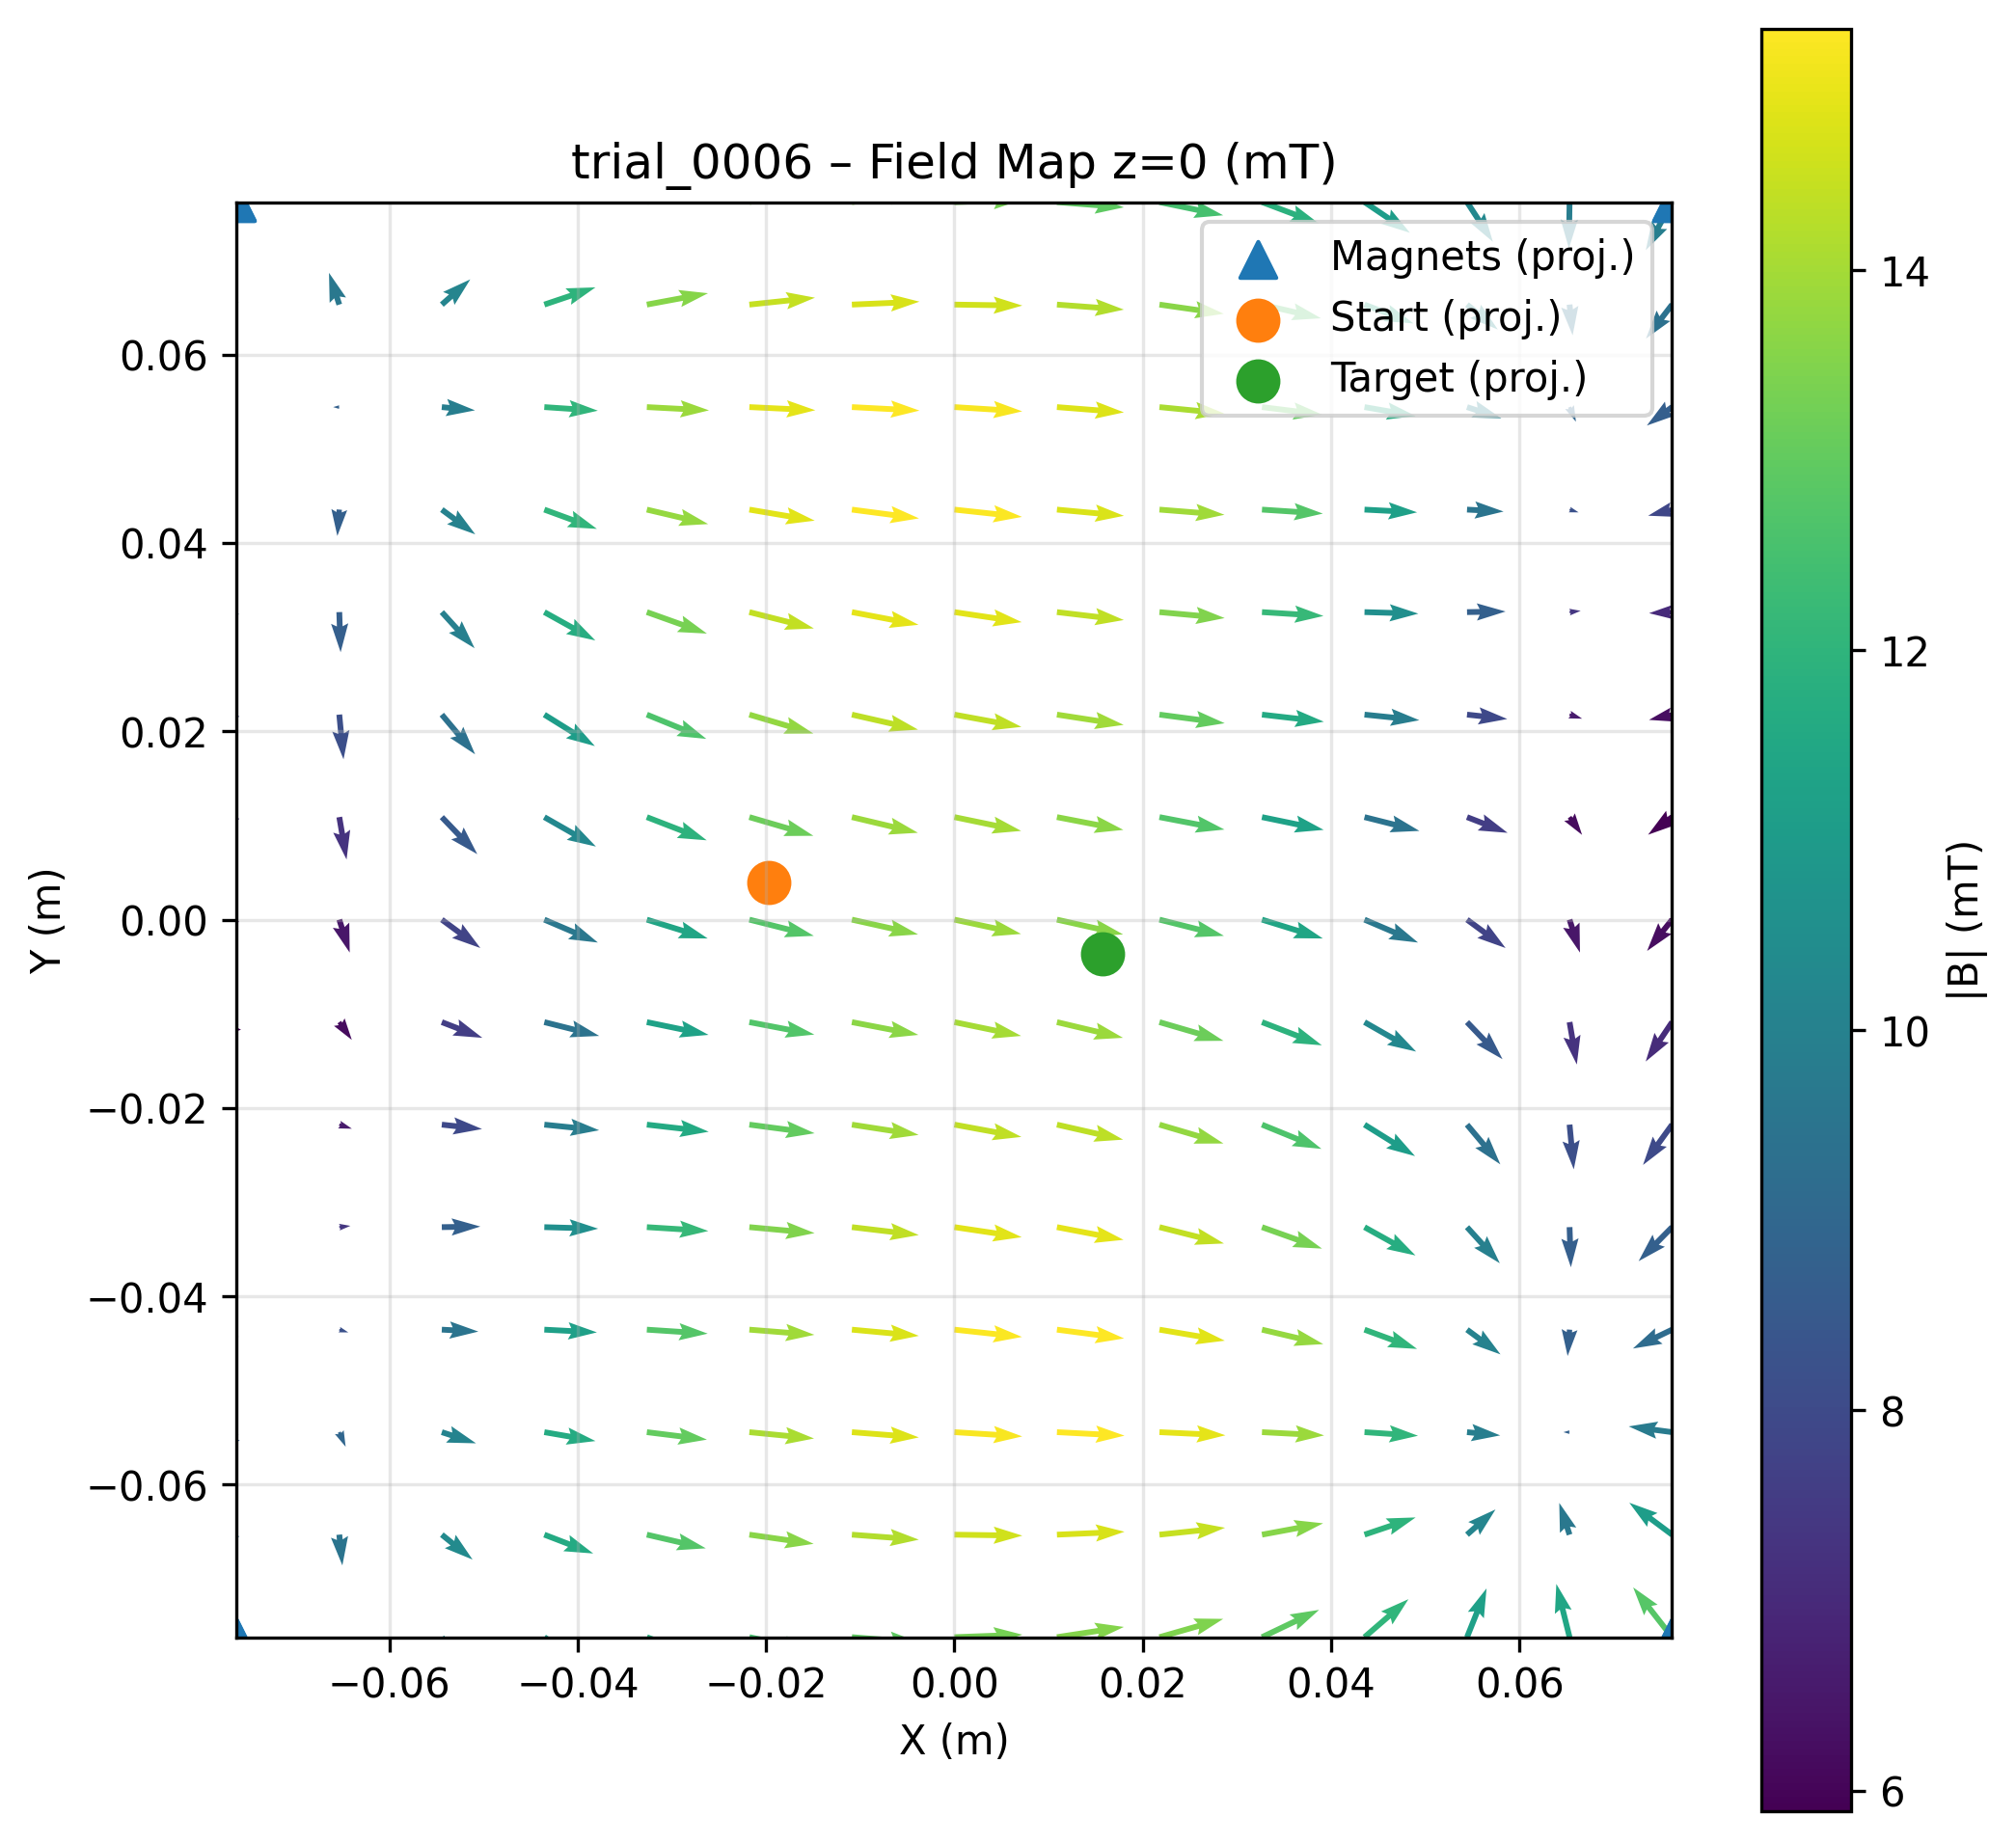 trial_0006 – Field Map z=0 (mT)
Magnets (proj.)
Start (proj.)
Target (proj.)
0.06
0.04
0.02
0.00
−0.02
−0.04
−0.06
Y (m)
−0.06 −0.04 −0.02 0.00 0.02 0.04 0.06
X (m)
14
12
10
8
6
|B| (mT)